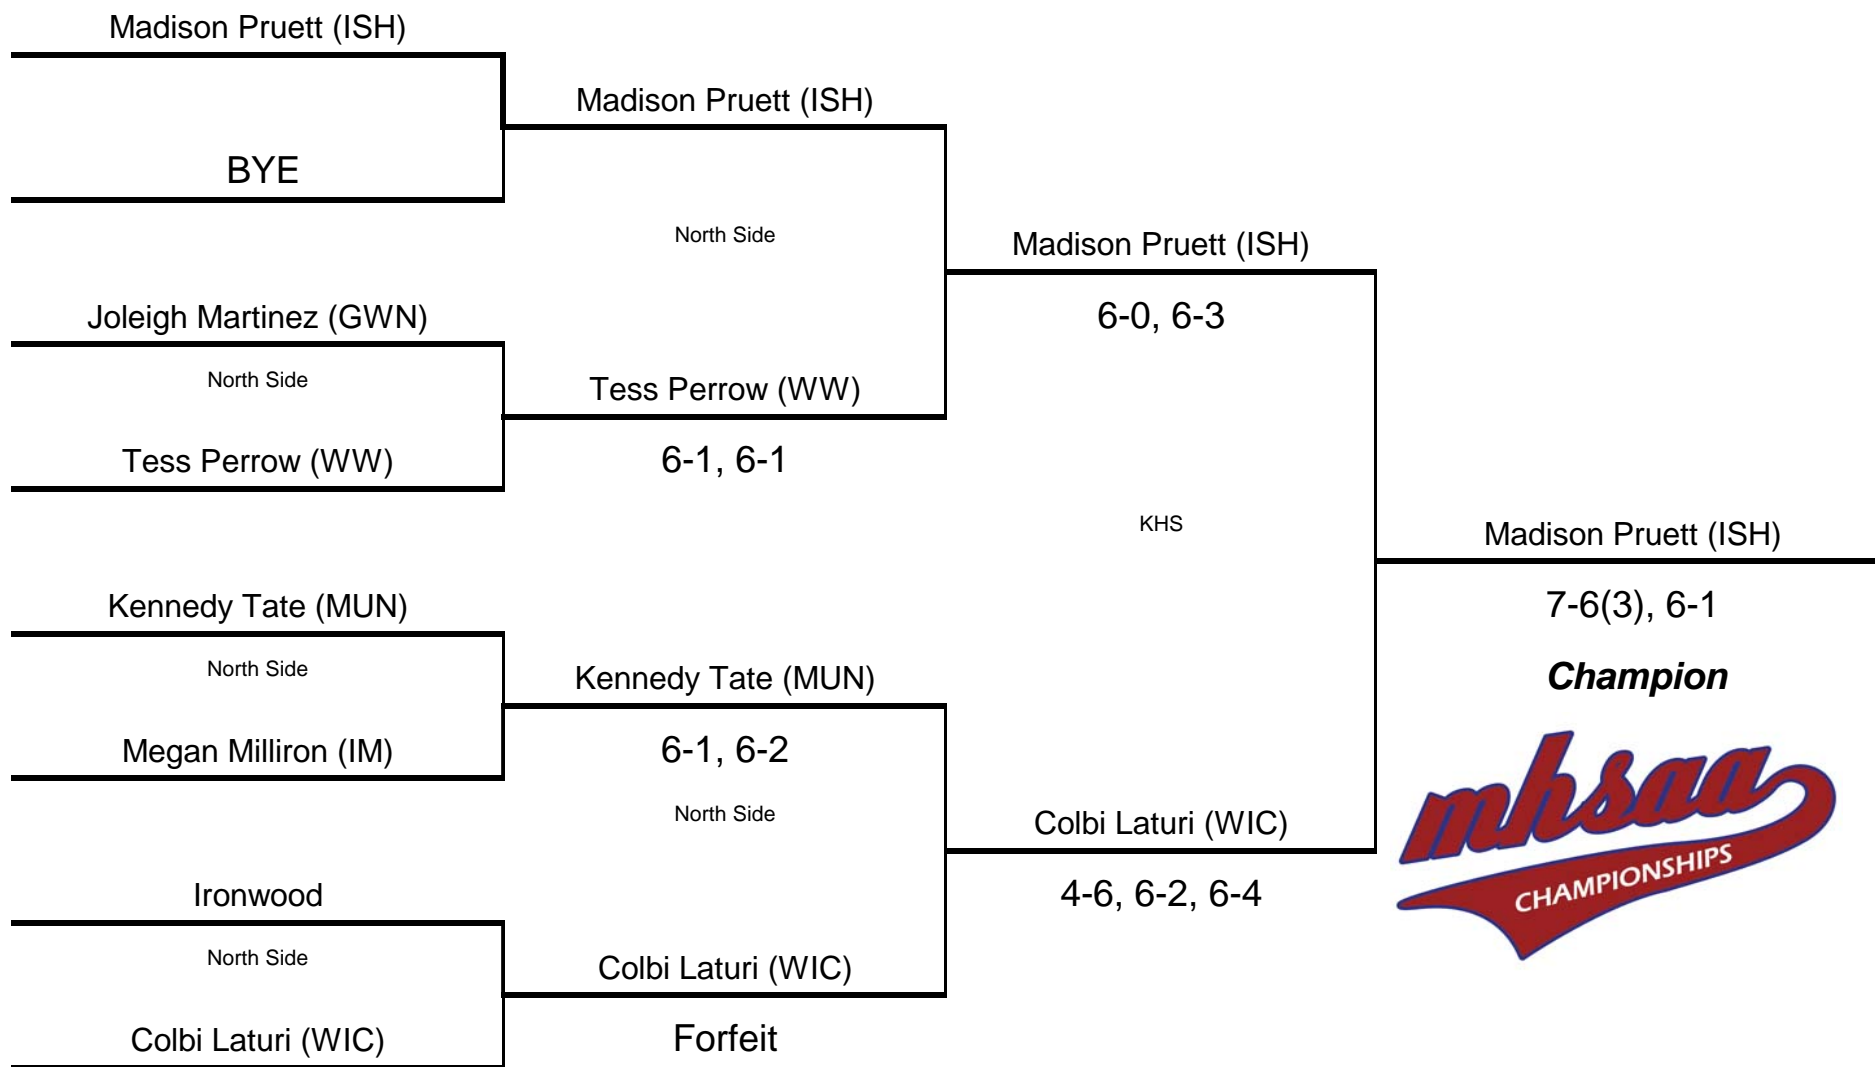 Madison Pruett (ISH)
BYE
Joleigh Martinez (GWN)
North Side
Tess Perrow (WW)
Kennedy Tate (MUN)
North Side
Megan Milliron (IM)
Ironwood
North Side
Colbi Laturi (WIC)
Madison Pruett (ISH)
North Side
Tess Perrow (WW)
6-1, 6-1
Kennedy Tate (MUN)
6-1, 6-2
North Side
Colbi Laturi (WIC)
Forfeit
Madison Pruett (ISH)
6-0, 6-3
KHS
Colbi Laturi (WIC)
4-6, 6-2, 6-4
Madison Pruett (ISH)
7-6(3), 6-1
Champion
mhsaa
CHAMPIONSHIPS